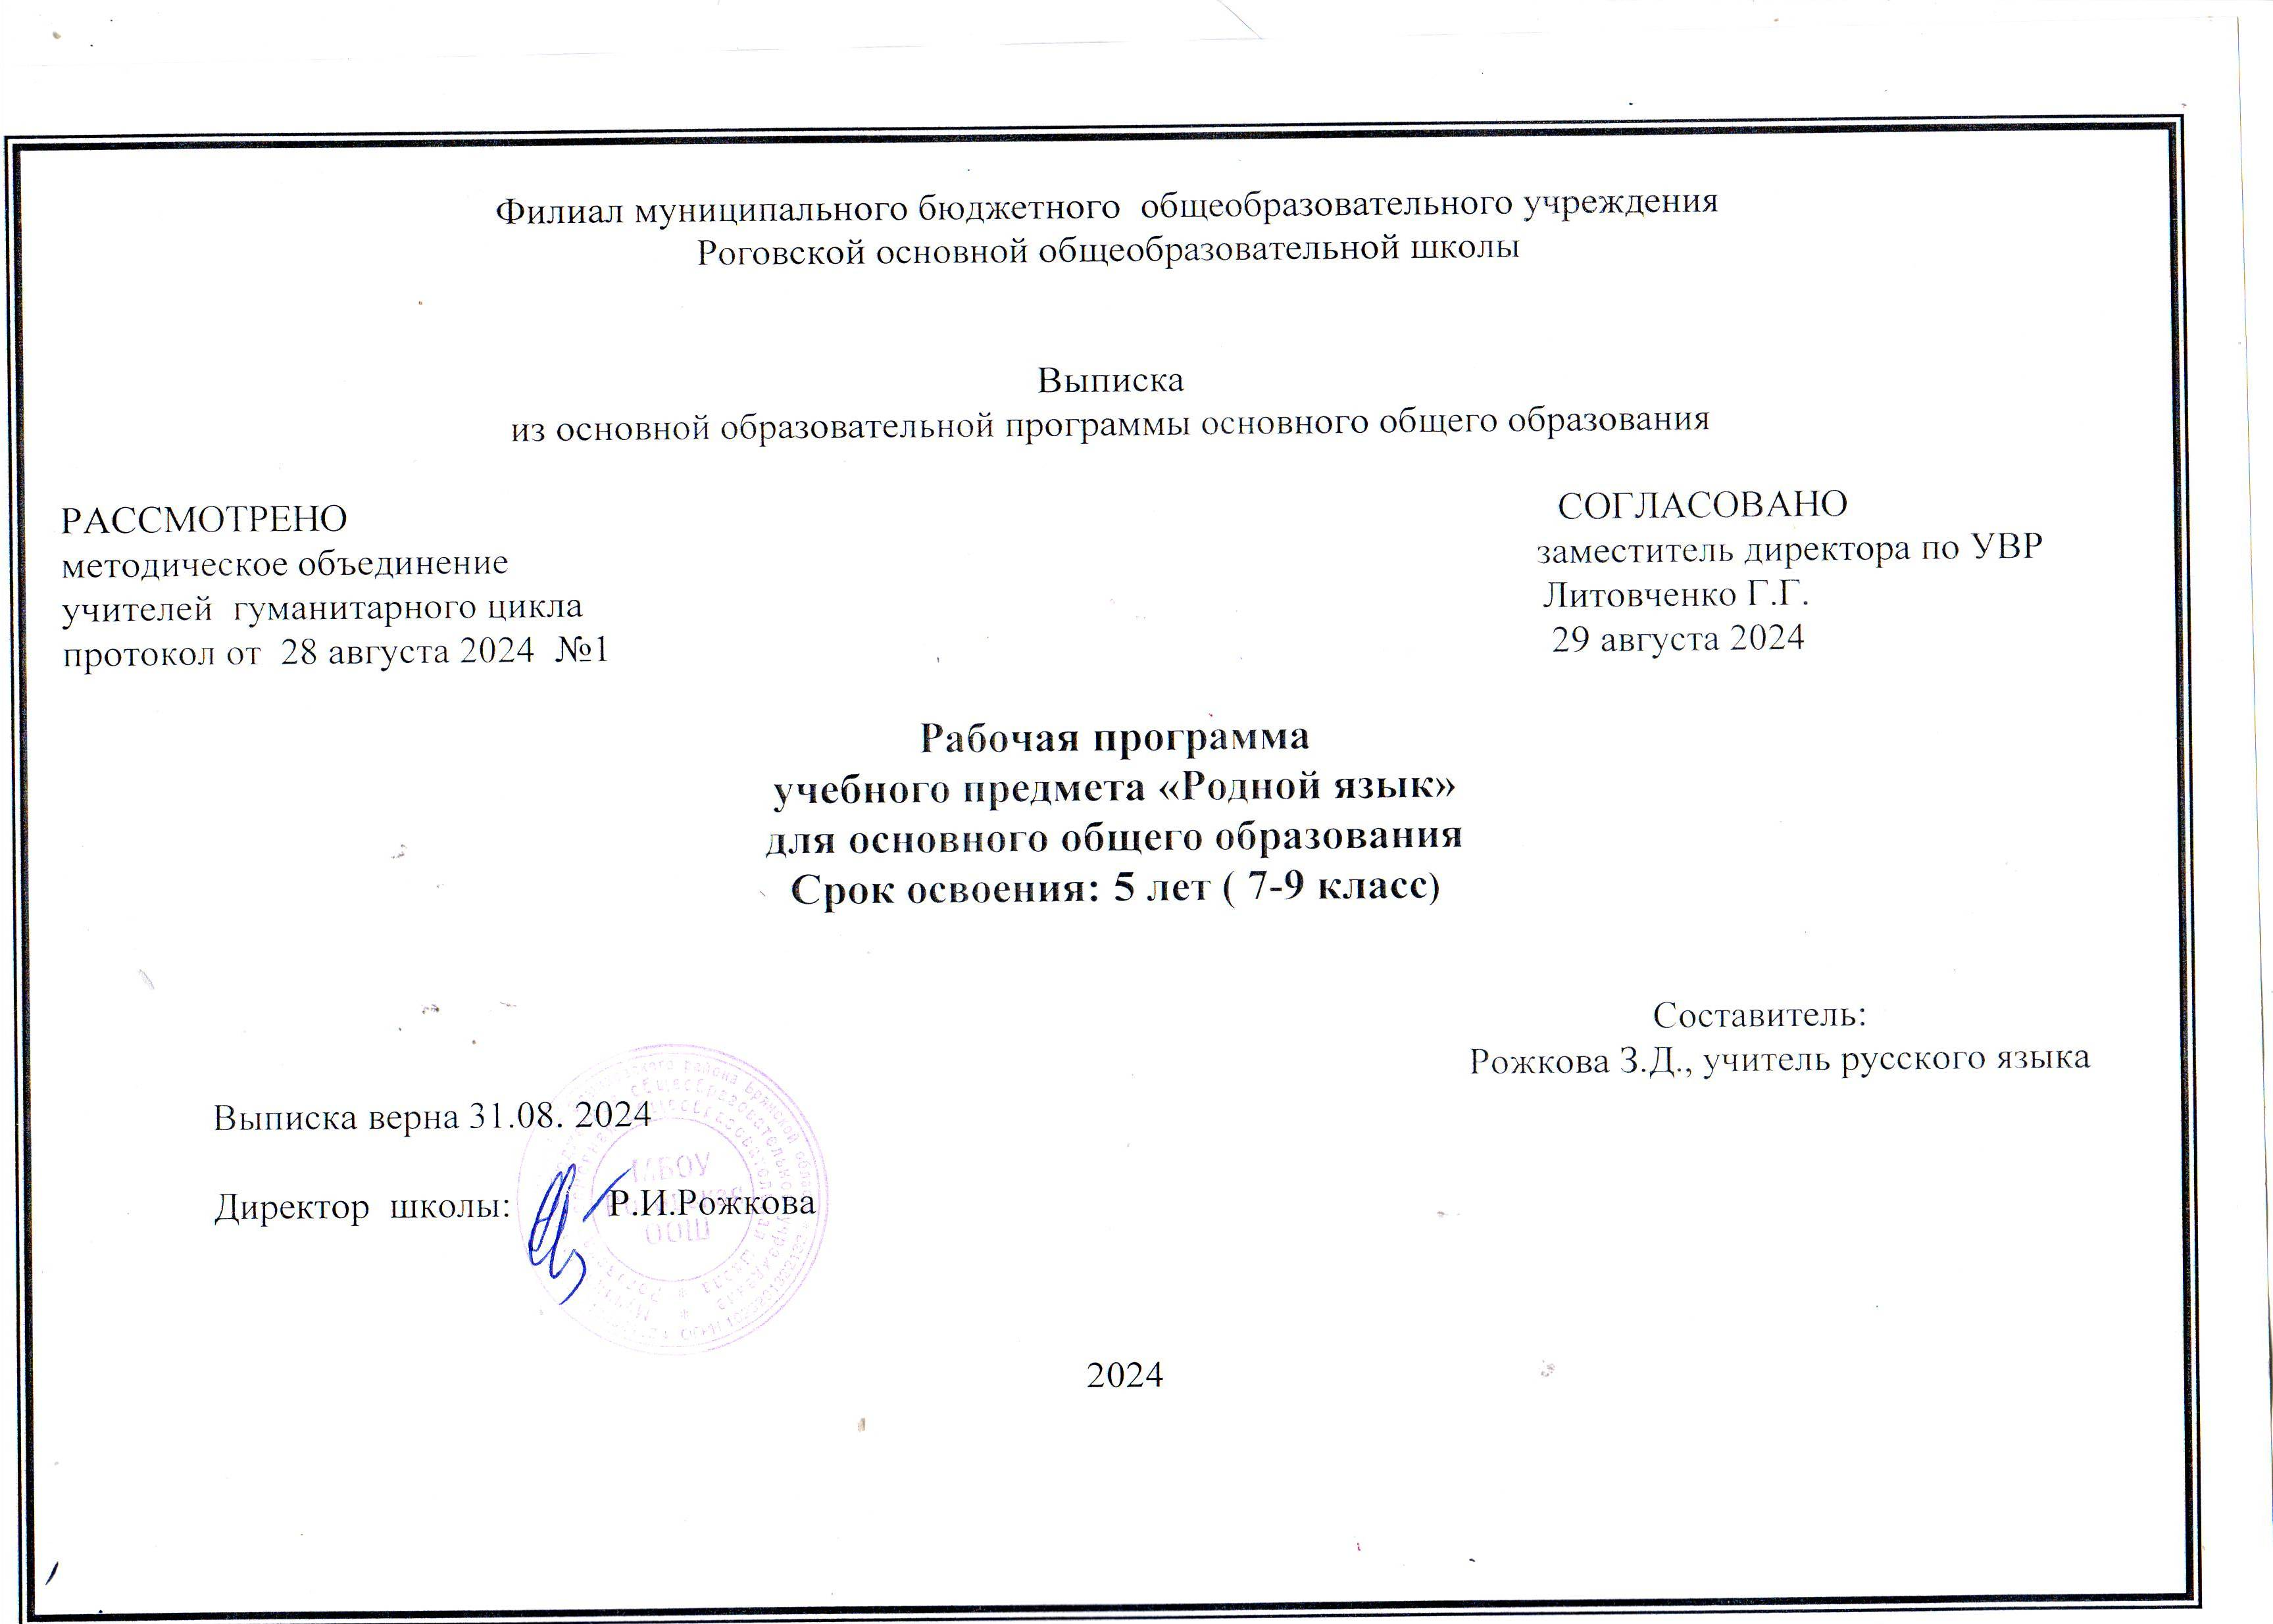 Филиал муниципального бюджетного общеобразовательного учреждения
Роговской основной общеобразовательной школы
Выписка
из основной образовательной программы основного общего образования
РАССМОТРЕНО
методическое объединение
учителей гуманитарного цикла
протокол от 28 августа 2024 №1
СОГЛАСОВАНО
заместитель директора по УВР
Литовченко Г.Г.
29 августа 2024
Рабочая программа
учебного предмета «Родной язык»
для основного общего образования
Срок освоения: 5 лет ( 7-9 класс)
Составитель:
Рожкова З.Д., учитель русского языка
Выписка верна 31.08. 2024
Директор школы: Р.И.Рожкова
МБОУ
ООШ
района Брянской
2024